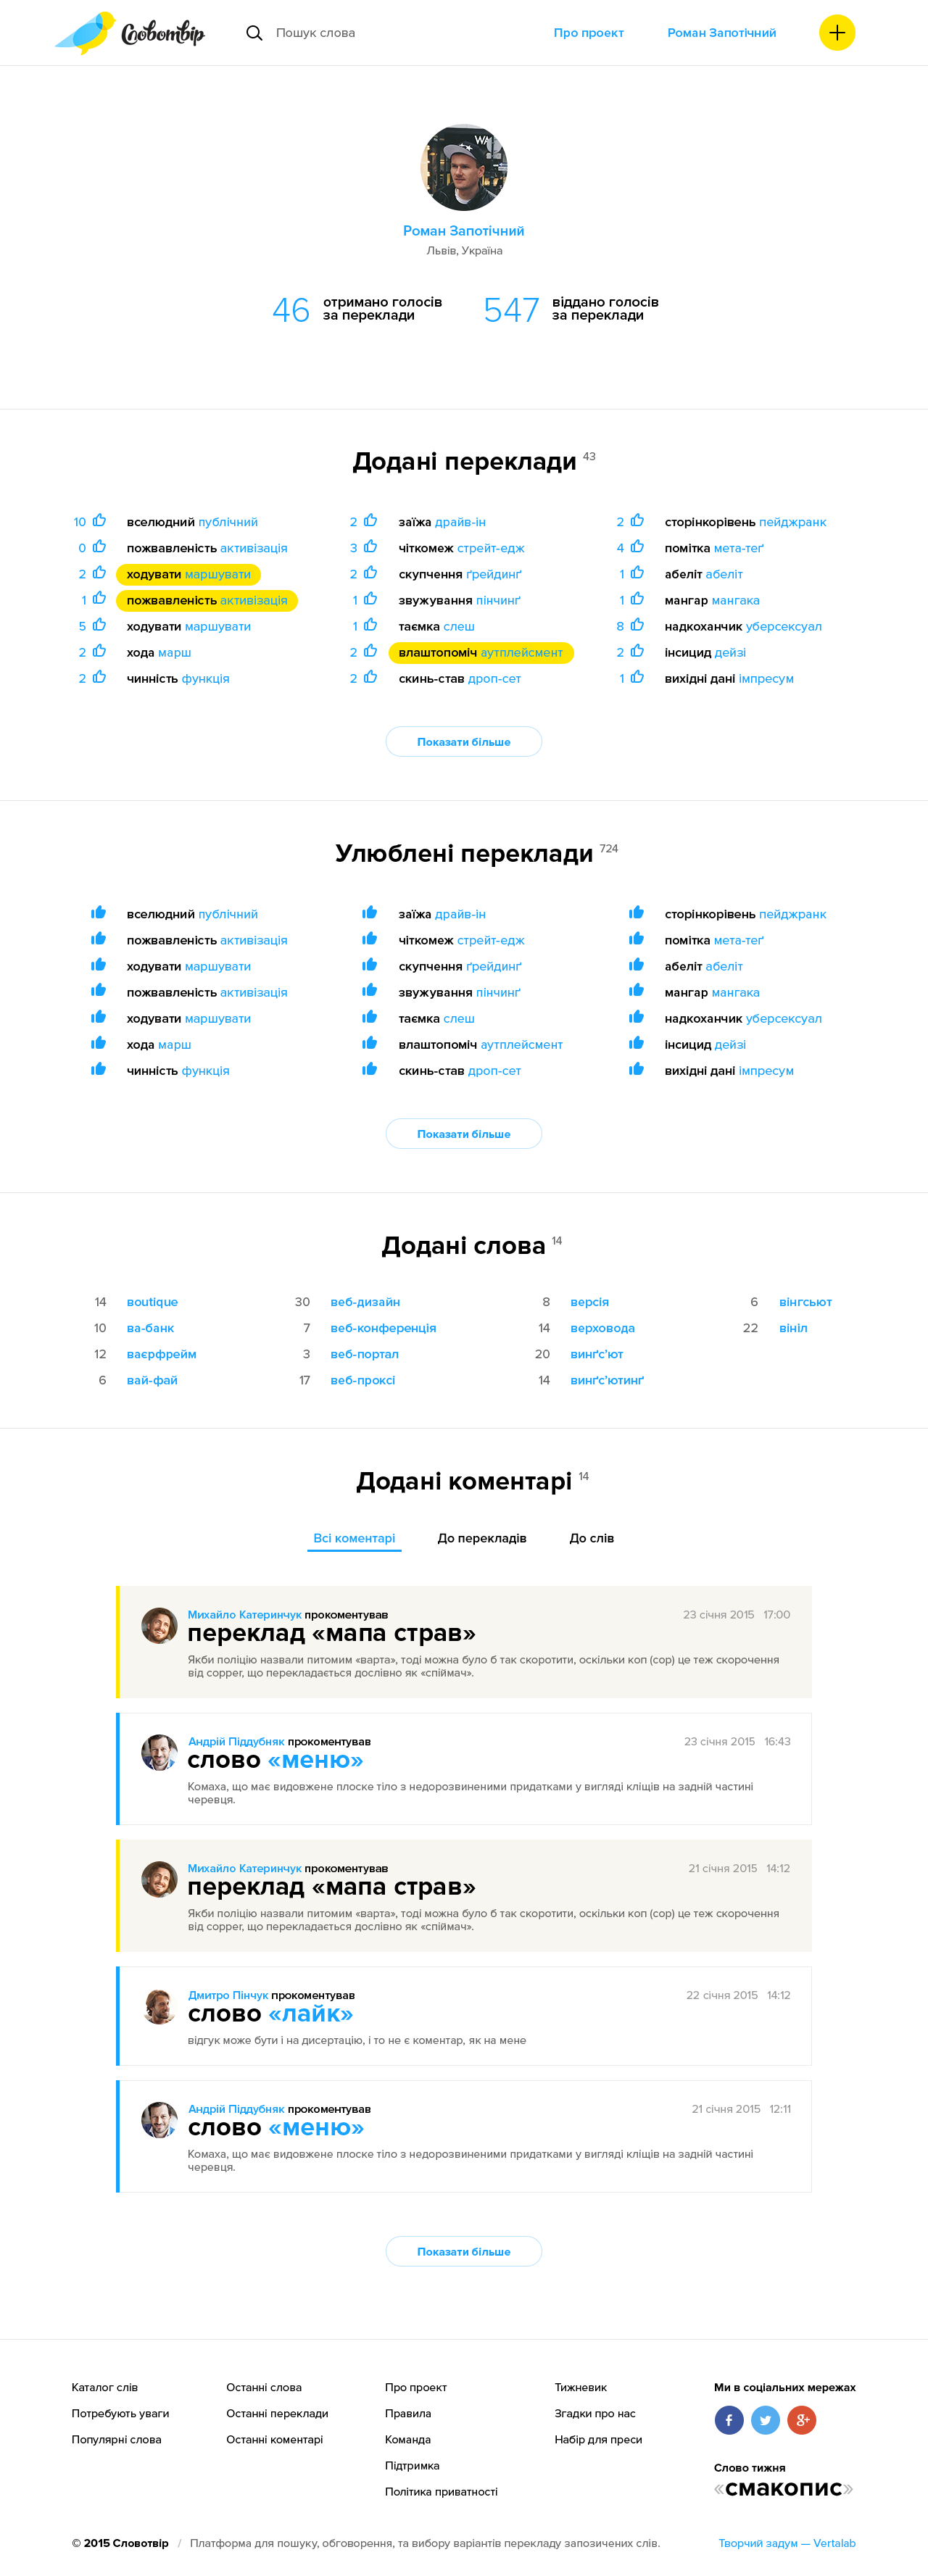 Словотвір
Пошук слова
Про проект
Роман Запотічний
Роман Запотічний
Львів, Україна
46 отримано голосів
за переклади
547 віддано голосів
за переклади
Додані переклади 43
10 вселюдний публічний
0 пожвавленість активізація
2 ходувати маршувати
1 пожвавленість активізація
5 ходувати маршувати
2 хода марш
2 чинність функція
2 заїжа драйв-ін
3 чіткомеж стрейт-едж
2 скупчення ґрейдинґ
1 звужування пінчинґ
1 таємка слеш
2 влаштопоміч аутплейсмент
2 скинь-став дроп-сет
2 сторінкорівень пейджранк
4 помітка мета-теґ
1 абеліт абеліт
1 мангар мангака
8 надкоханчик уберсексуал
2 інсицид дейзі
1 вихідні дані імпресум
Показати більше
Улюблені переклади 724
вселюдний публічний
пожвавленість активізація
ходувати маршувати
пожвавленість активізація
ходувати маршувати
хода марш
чинність функція
заїжа драйв-ін
чіткомеж стрейт-едж
скупчення ґрейдинґ
звужування пінчинґ
таємка слеш
влаштопоміч аутплейсмент
скинь-став дроп-сет
сторінкорівень пейджранк
помітка мета-теґ
абеліт абеліт
мангар мангака
надкоханчик уберсексуал
інсицид дейзі
вихідні дані імпресум
Показати більше
Додані слова 14
14 воutique
10 ва-банк
12 ваєрфрейм
6 вай-фай
30 веб-дизайн
7 веб-конференція
3 веб-портал
17 веб-проксі
8 версія
14 верховода
20 винґс’ют
14 винґс’ютинґ
6 вінгсьют
22 вініл
Додані коментарі 14
Всі коментарі
До перекладів
До слів
Михайло Катеринчук прокоментував
23 січня 2015 17:00
переклад «мапа страв»
Якби поліцію назвали питомим «варта», тоді можна було б так скоротити, оскільки коп (cop) це теж скорочення
від copper, що перекладається дослівно як «спіймач».
Андрій Піддубняк прокоментував
23 січня 2015 16:43
слово «меню»
Комаха, що має видовжене плоске тіло з недорозвиненими придатками у вигляді кліщів на задній частині
черевця.
Михайло Катеринчук прокоментував
21 січня 2015 14:12
переклад «мапа страв»
Якби поліцію назвали питомим «варта», тоді можна було б так скоротити, оскільки коп (cop) це теж скорочення
від copper, що перекладається дослівно як «спіймач».
Дмитро Пінчук прокоментував
22 січня 2015 14:12
слово «лайк»
відгук може бути і на дисертацію, і то не є коментар, як на мене
Андрій Піддубняк прокоментував
21 січня 2015 12:11
слово «меню»
Комаха, що має видовжене плоске тіло з недорозвиненими придатками у вигляді кліщів на задній частині
черевця.
Показати більше
Каталог слів
Потребують уваги
Популярні слова
Останні слова
Останні переклади
Останні коментарі
Про проект
Правила
Команда
Підтримка
Політика приватності
Тижневик
Згадки про нас
Набір для преси
Ми в соціальних мережах
Слово тижня
«смакопис»
© 2015 Словотвір / Платформа для пошуку, обговорення, та вибору варіантів перекладу запозичених слів.
Творчий задум — Vertalab